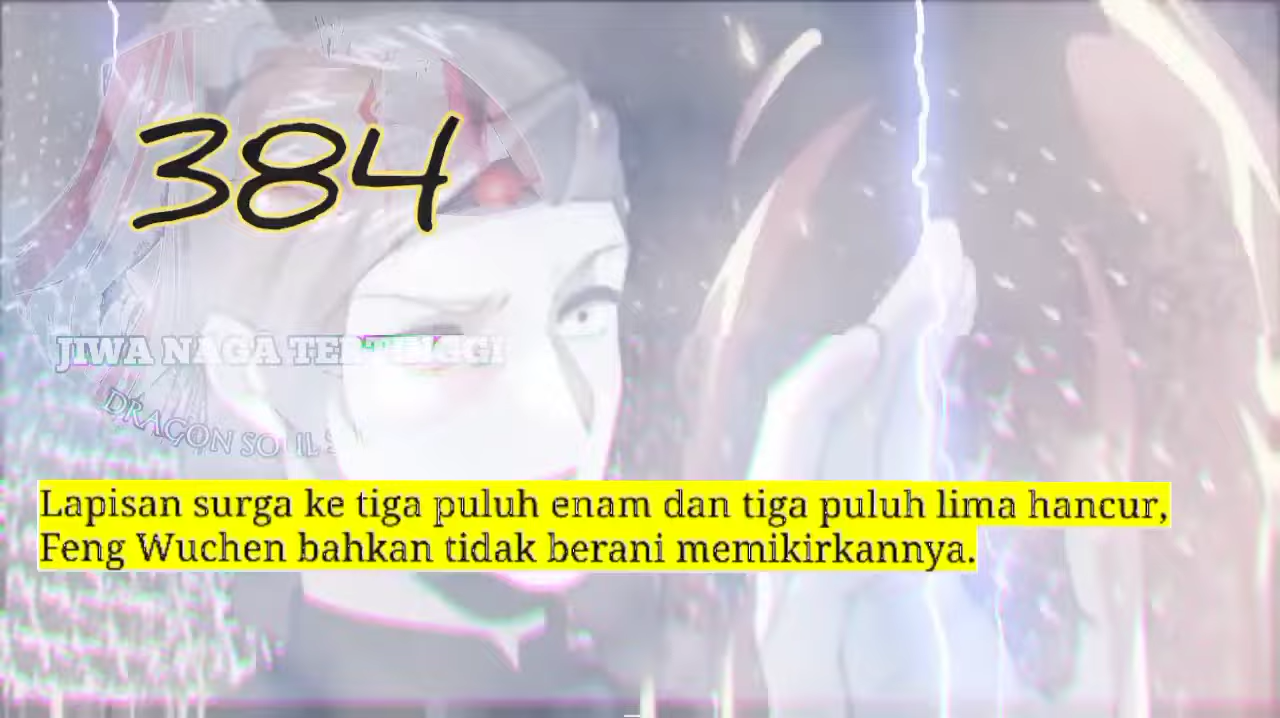 384
JIWA NAGA TERTINGGI
DRAGON SOUL
Lapisan surga ke tiga puluh enam dan tiga puluh lima hancur,
Feng Wuchen bahkan tidak berani memikirkannya.